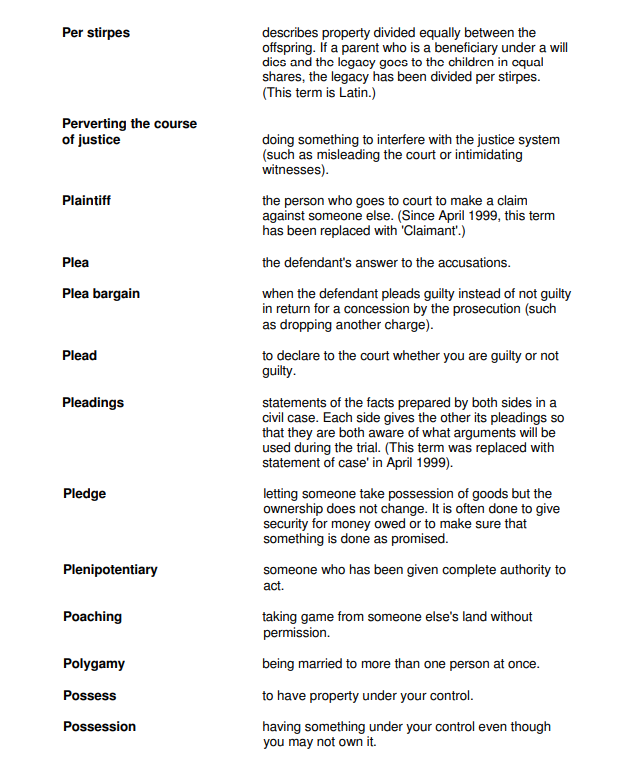 Per stirpes
describes property divided equally between the
offspring. If a parent who is a beneficiary under a will
dies and the legacy goes to the children in equal
shares, the legacy has been divided per stirpes.
(This term is Latin.)
Perverting the course
of justice
doing something to interfere with the justice system
(such as misleading the court or intimidating
witnesses).
Plaintiff
the person who goes to court to make a claim
against someone else. (Since April 1999, this term
has been replaced with 'Claimant'.)
Plea
the defendant's answer to the accusations.
Plea bargain
when the defendant pleads guilty instead of not guilty
in return for a concession by the prosecution (such
as dropping another charge).
Plead
to declare to the court whether you are guilty or not
guilty.
Pleadings
statements of the facts prepared by both sides in a
civil case. Each side gives the other its pleadings so
that they are both aware of what arguments will be
used during the trial. (This term was replaced with
statement of case' in April 1999).
Pledge
letting someone take possession of goods but the
ownership does not change. It is often done to give
security for money owed or to make sure that
something is done as promised.
Plenipotentiary
someone who has been given complete authority to
act.
Poaching
taking game from someone else's land without
permission.
Polygamy
being married to more than one person at once.
Possess
to have property under your control.
Possession
having something under your control even though
you may not own it.